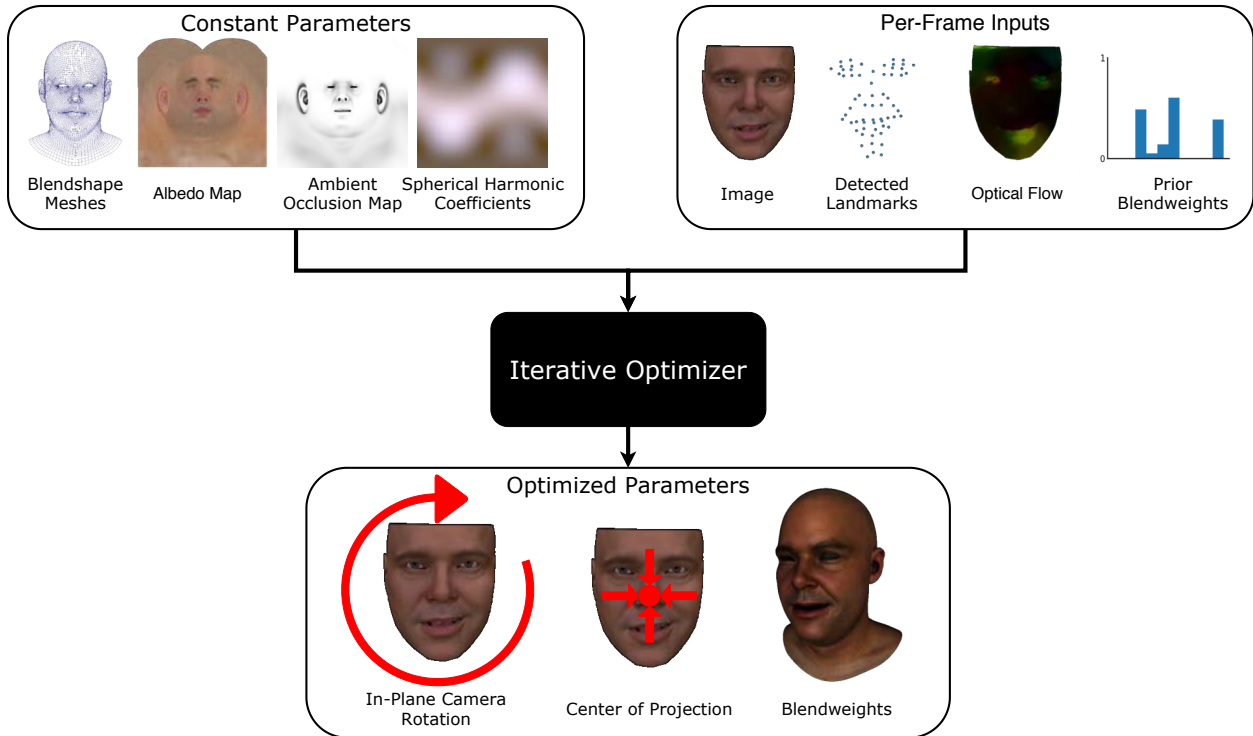 Constant Parameters
Blendshape
Meshes
Albedo Map
Ambient
Occlusion Map
Spherical Harmonic
Coefficients
Per-Frame Inputs
Image
Detected
Landmarks
Optical Flow
1
0
Prior
Blendweights
Iterative Optimizer
Optimized Parameters
In-Plane Camera
Rotation
Center of Projection
Blendweights